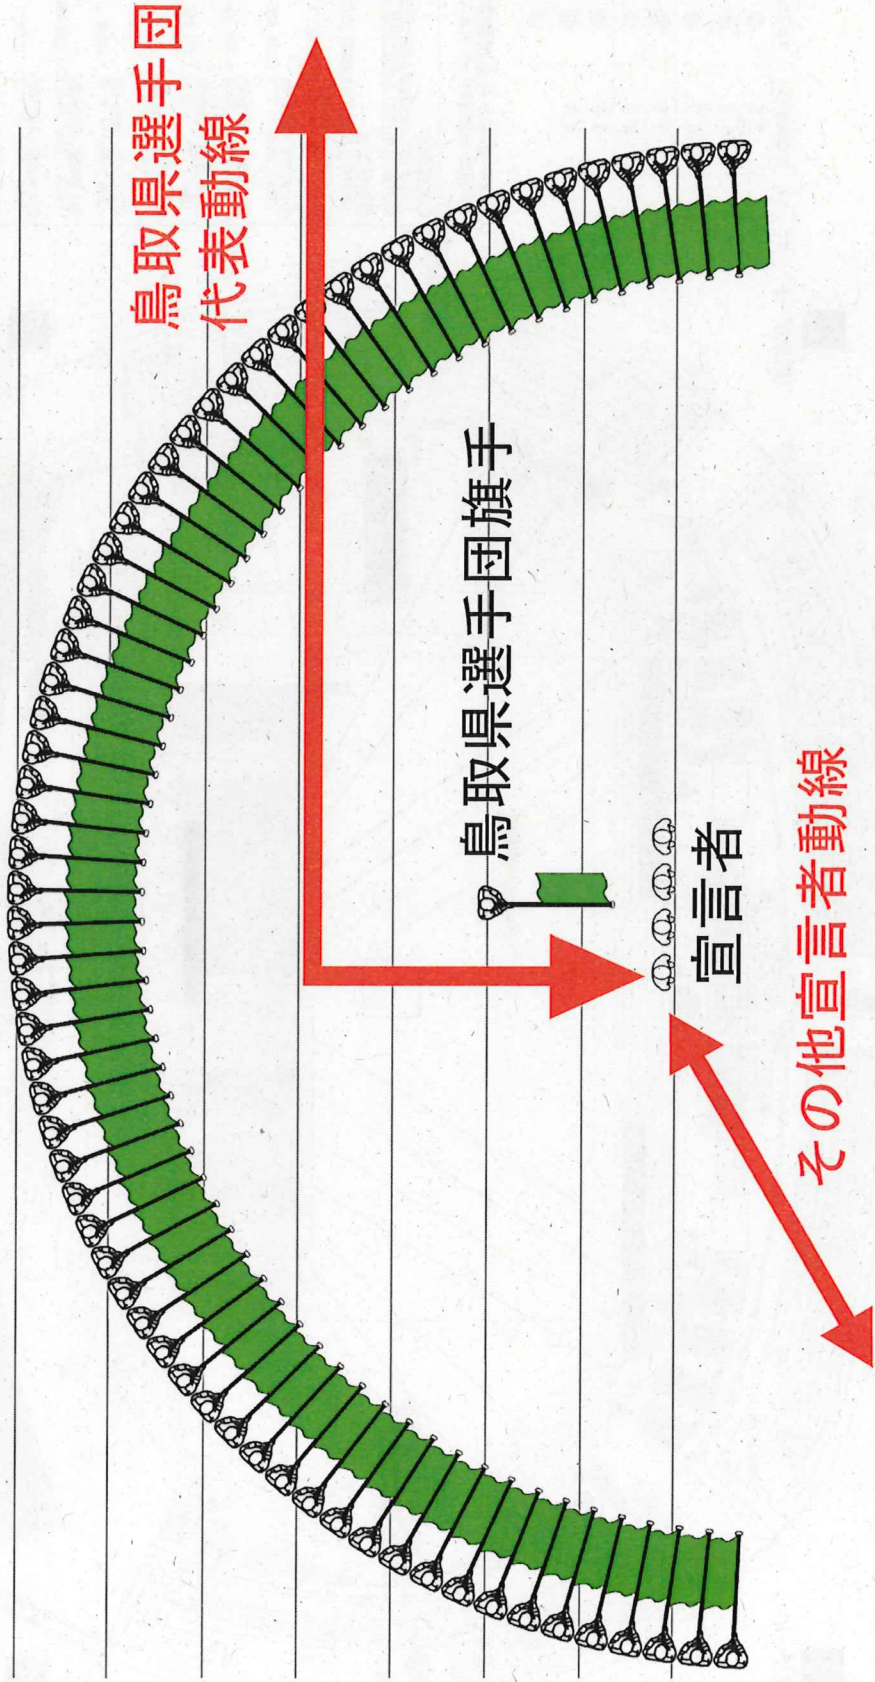 鳥取県選手団
代表動線
鳥取県選手団旗手
宣言者
その他宣言者動線